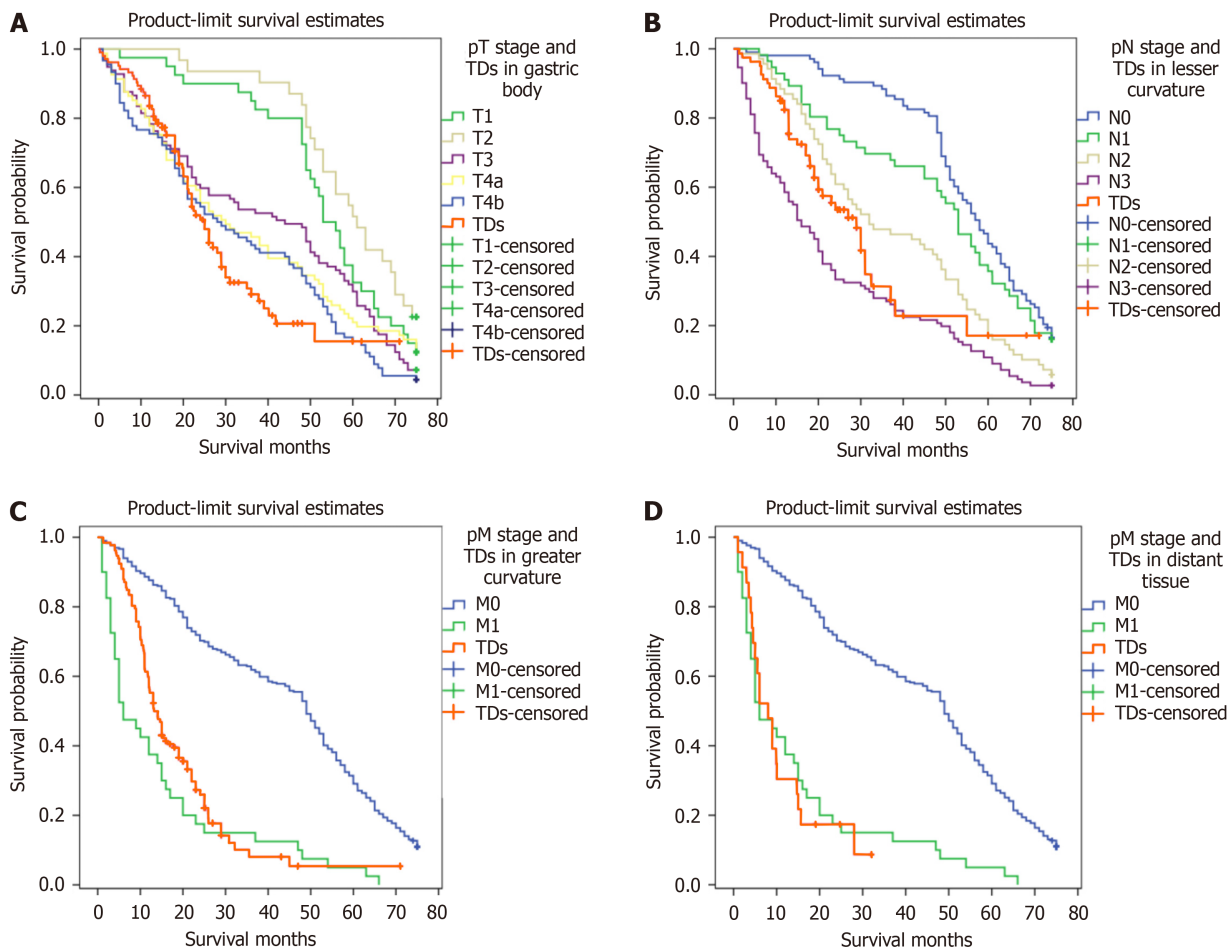 A
Product-limit survival estimates
pT stage and
TDs in gastric
body
T1
T2
T3
T4a
T4b
TDs
T1-censored
T2-censored
T3-censored
T4a-censored
T4b-censored
TDs-censored
Survival probability
1.0
0.8
0.6
0.4
0.2
0.0
0 10 20 30 40 50 60 70 80
Survival months
B
Product-limit survival estimates
pN stage and
TDs in lesser
curvature
N0
N1
N2
N3
TDs
N0-censored
N1-censored
N2-censored
N3-censored
TDs-censored
Survival probability
1.0
0.8
0.6
0.4
0.2
0.0
0 10 20 30 40 50 60 70 80
Survival months
C
Product-limit survival estimates
pM stage and
TDs in greater
curvature
M0
M1
TDs
M0-censored
M1-censored
TDs-censored
Survival probability
1.0
0.8
0.6
0.4
0.2
0.0
0 10 20 30 40 50 60 70 80
Survival months
D
Product-limit survival estimates
pM stage and
TDs in distant
tissue
M0
M1
TDs
M0-censored
M1-censored
TDs-censored
Survival probability
1.0
0.8
0.6
0.4
0.2
0.0
0 10 20 30 40 50 60 70 80
Survival months